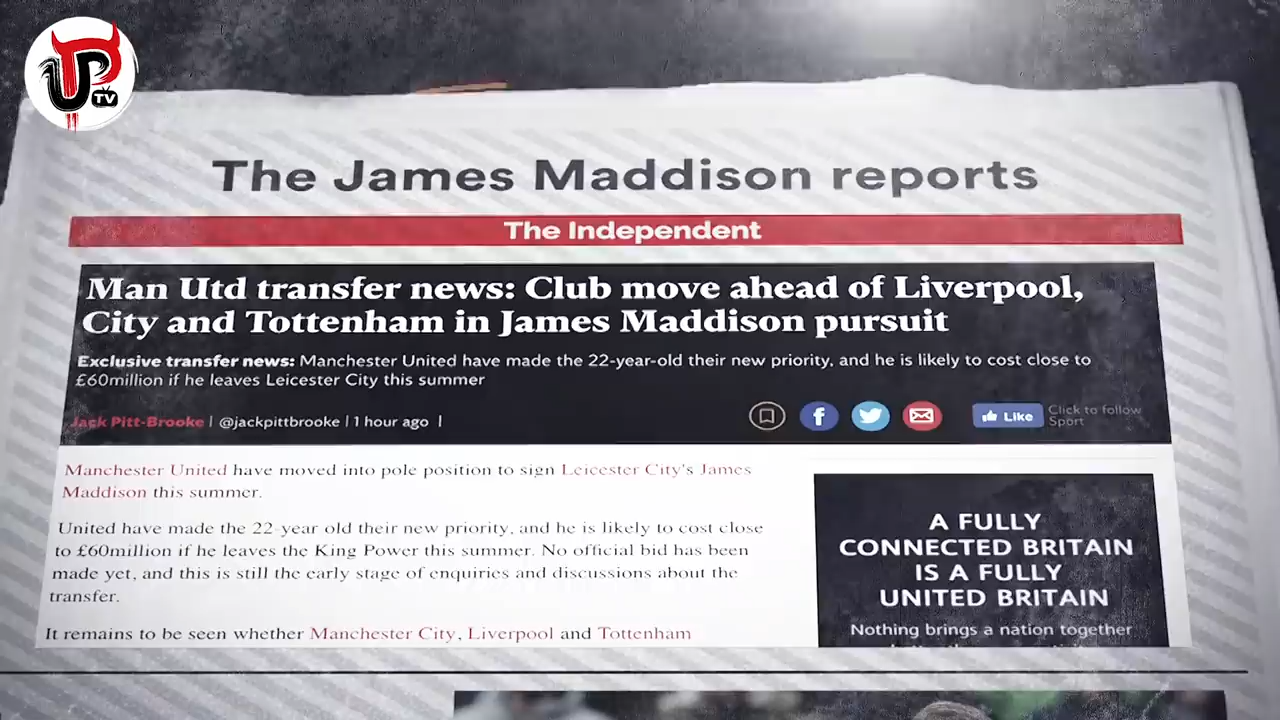 UP
TV
The James Maddison reports
The Independent
Man Utd transfer news: Club move ahead of Liverpool,
City and Tottenham in James Maddison pursuit
Exclusive transfer news: Manchester United have made the 22-year-old their new priority, and he is likely to cost close to
£60million if he leaves Leicester City this summer
Jack Pitt-Brooke | @jackpittbrooke | 1 hour ago |
Like
Click to follow
Sport
Manchester United have moved into pole position to sign Leicester City's James
Maddison this summer.
United have made the 22-year old their new priority, and he is likely to cost close
to £60million if he leaves the King Power this summer. No official bid has been
made yet, and this is still the early stage of enquiries and discussions about the
transfer.
It remains to be seen whether Manchester City, Liverpool and Tottenham
A FULLY
CONNECTED BRITAIN
IS A FULLY
UNITED BRITAIN
Nothing brings a nation together